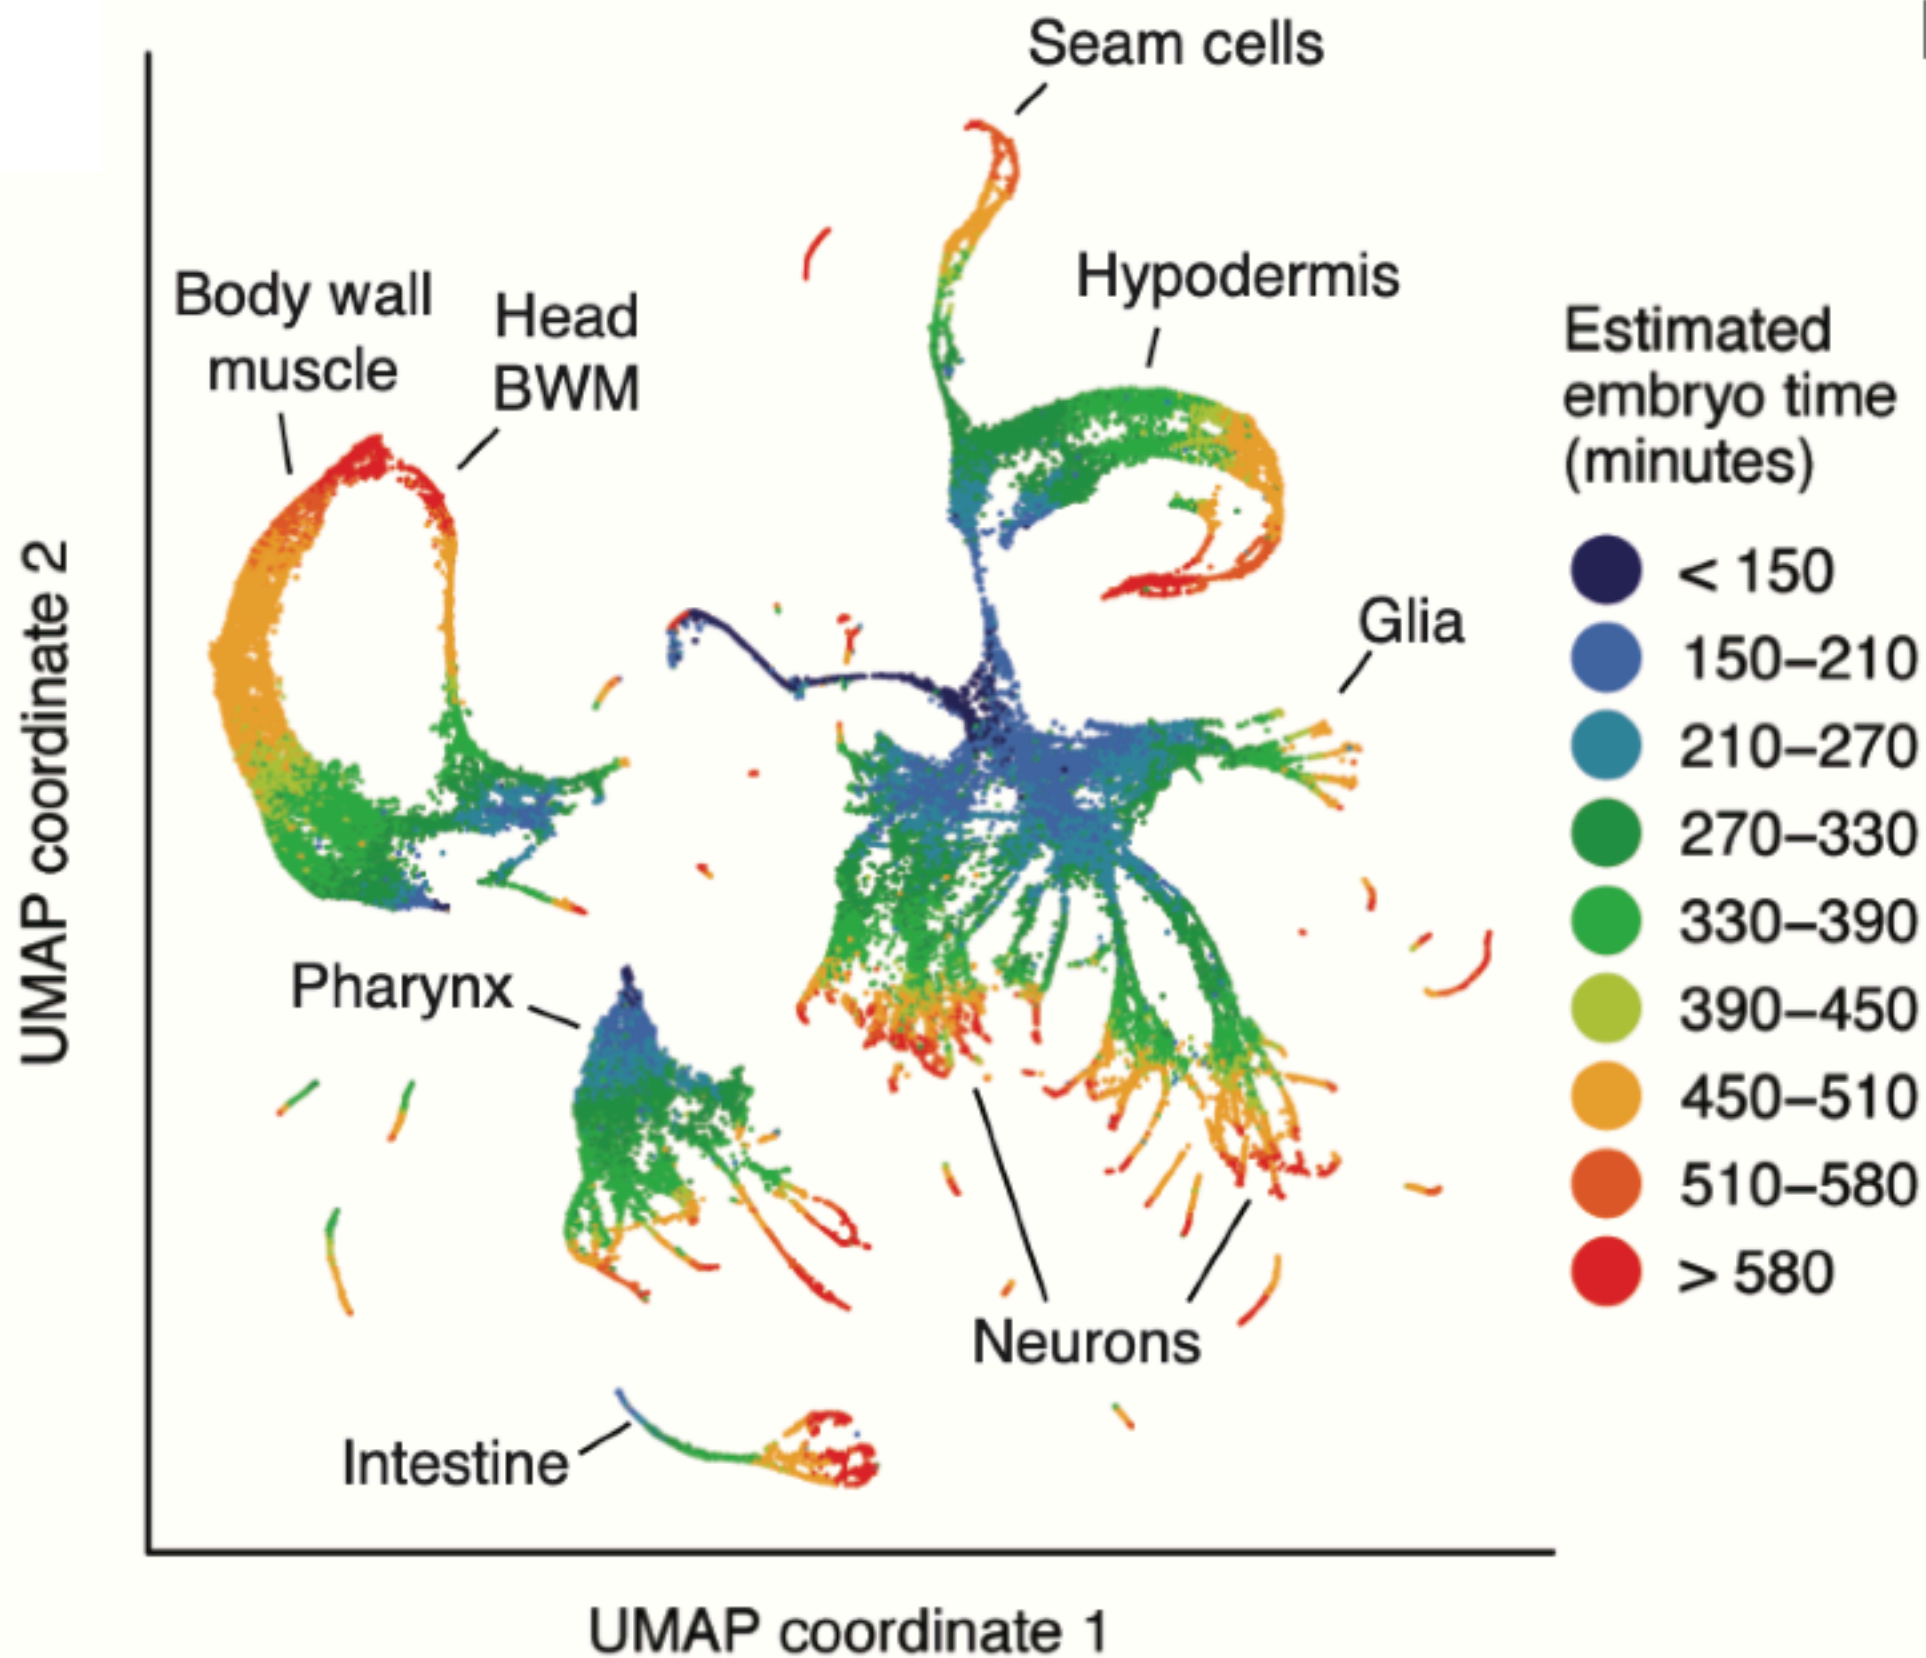 Seam cells
Hypodermis
Body wall
muscle
Head
BWM
Glia
Pharynx
Neurons
Intestine
UMAP coordinate 2
UMAP coordinate 1
Estimated
embryo time
(minutes)
< 150
150–210
210–270
270–330
330–390
390–450
450–510
510–580
> 580